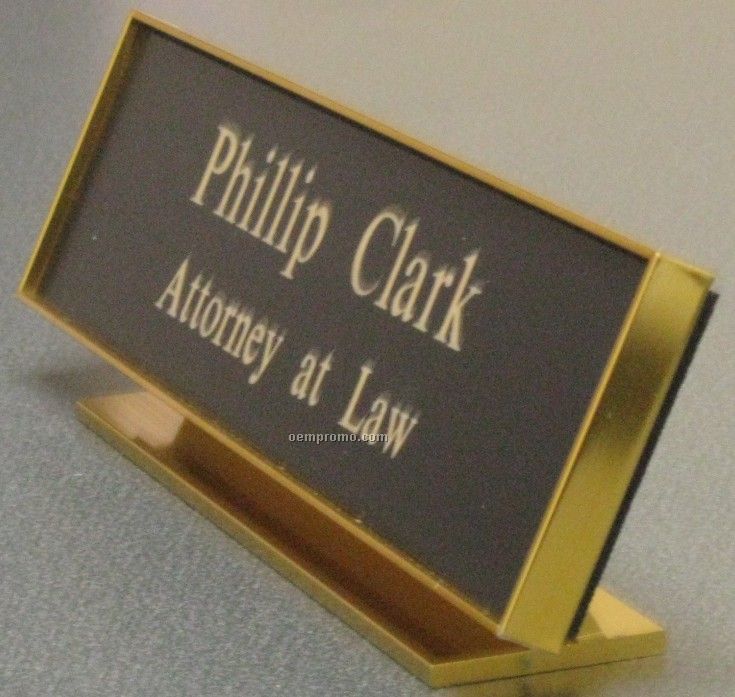 Phillip Clark
Attorney at Law
oempromo.com